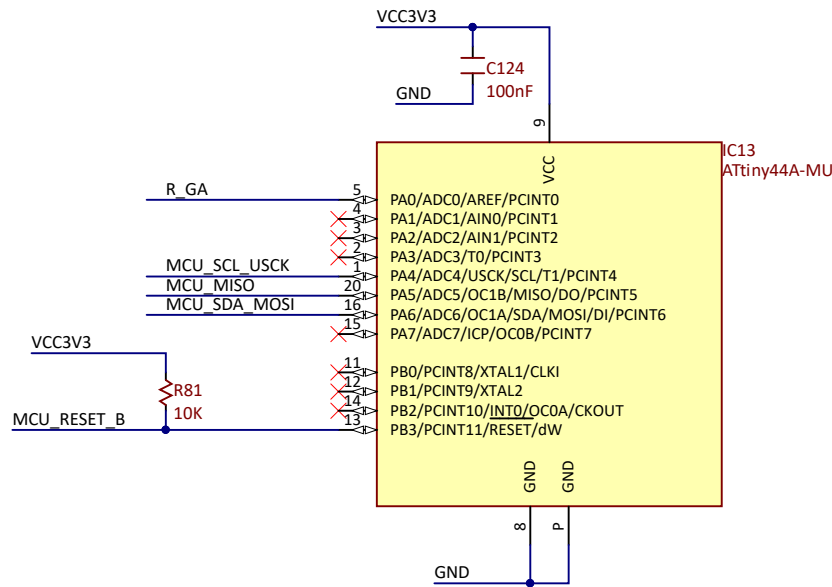 VCC3V3
C124
100nF
GND
9
VCC
IC13
ATtiny44A-MU
R_GA
5
PA0/ADC0/AREF/PCINT0
4
PA1/ADC1/AIN0/PCINT1
3
PA2/ADC2/AIN1/PCINT2
2
PA3/ADC3/T0/PCINT3
MCU_SCL_USCK
1
PA4/ADC4/USCK/SCL/T1/PCINT4
MCU_MISO
20
PA5/ADC5/OC1B/MISO/DO/PCINT5
MCU_SDA_MOSI
16
PA6/ADC6/OC1A/SDA/MOSI/DI/PCINT6
15
PA7/ADC7/ICP/OC0B/PCINT7
VCC3V3
11
PB0/PCINT8/XTAL1/CLKI
12
PB1/PCINT9/XTAL2
R81
10K
14
PB2/PCINT10/INT0/OC0A/CKOUT
MCU_RESET_B
13
PB3/PCINT11/RESET/dW
GND
GND
8
P
GND